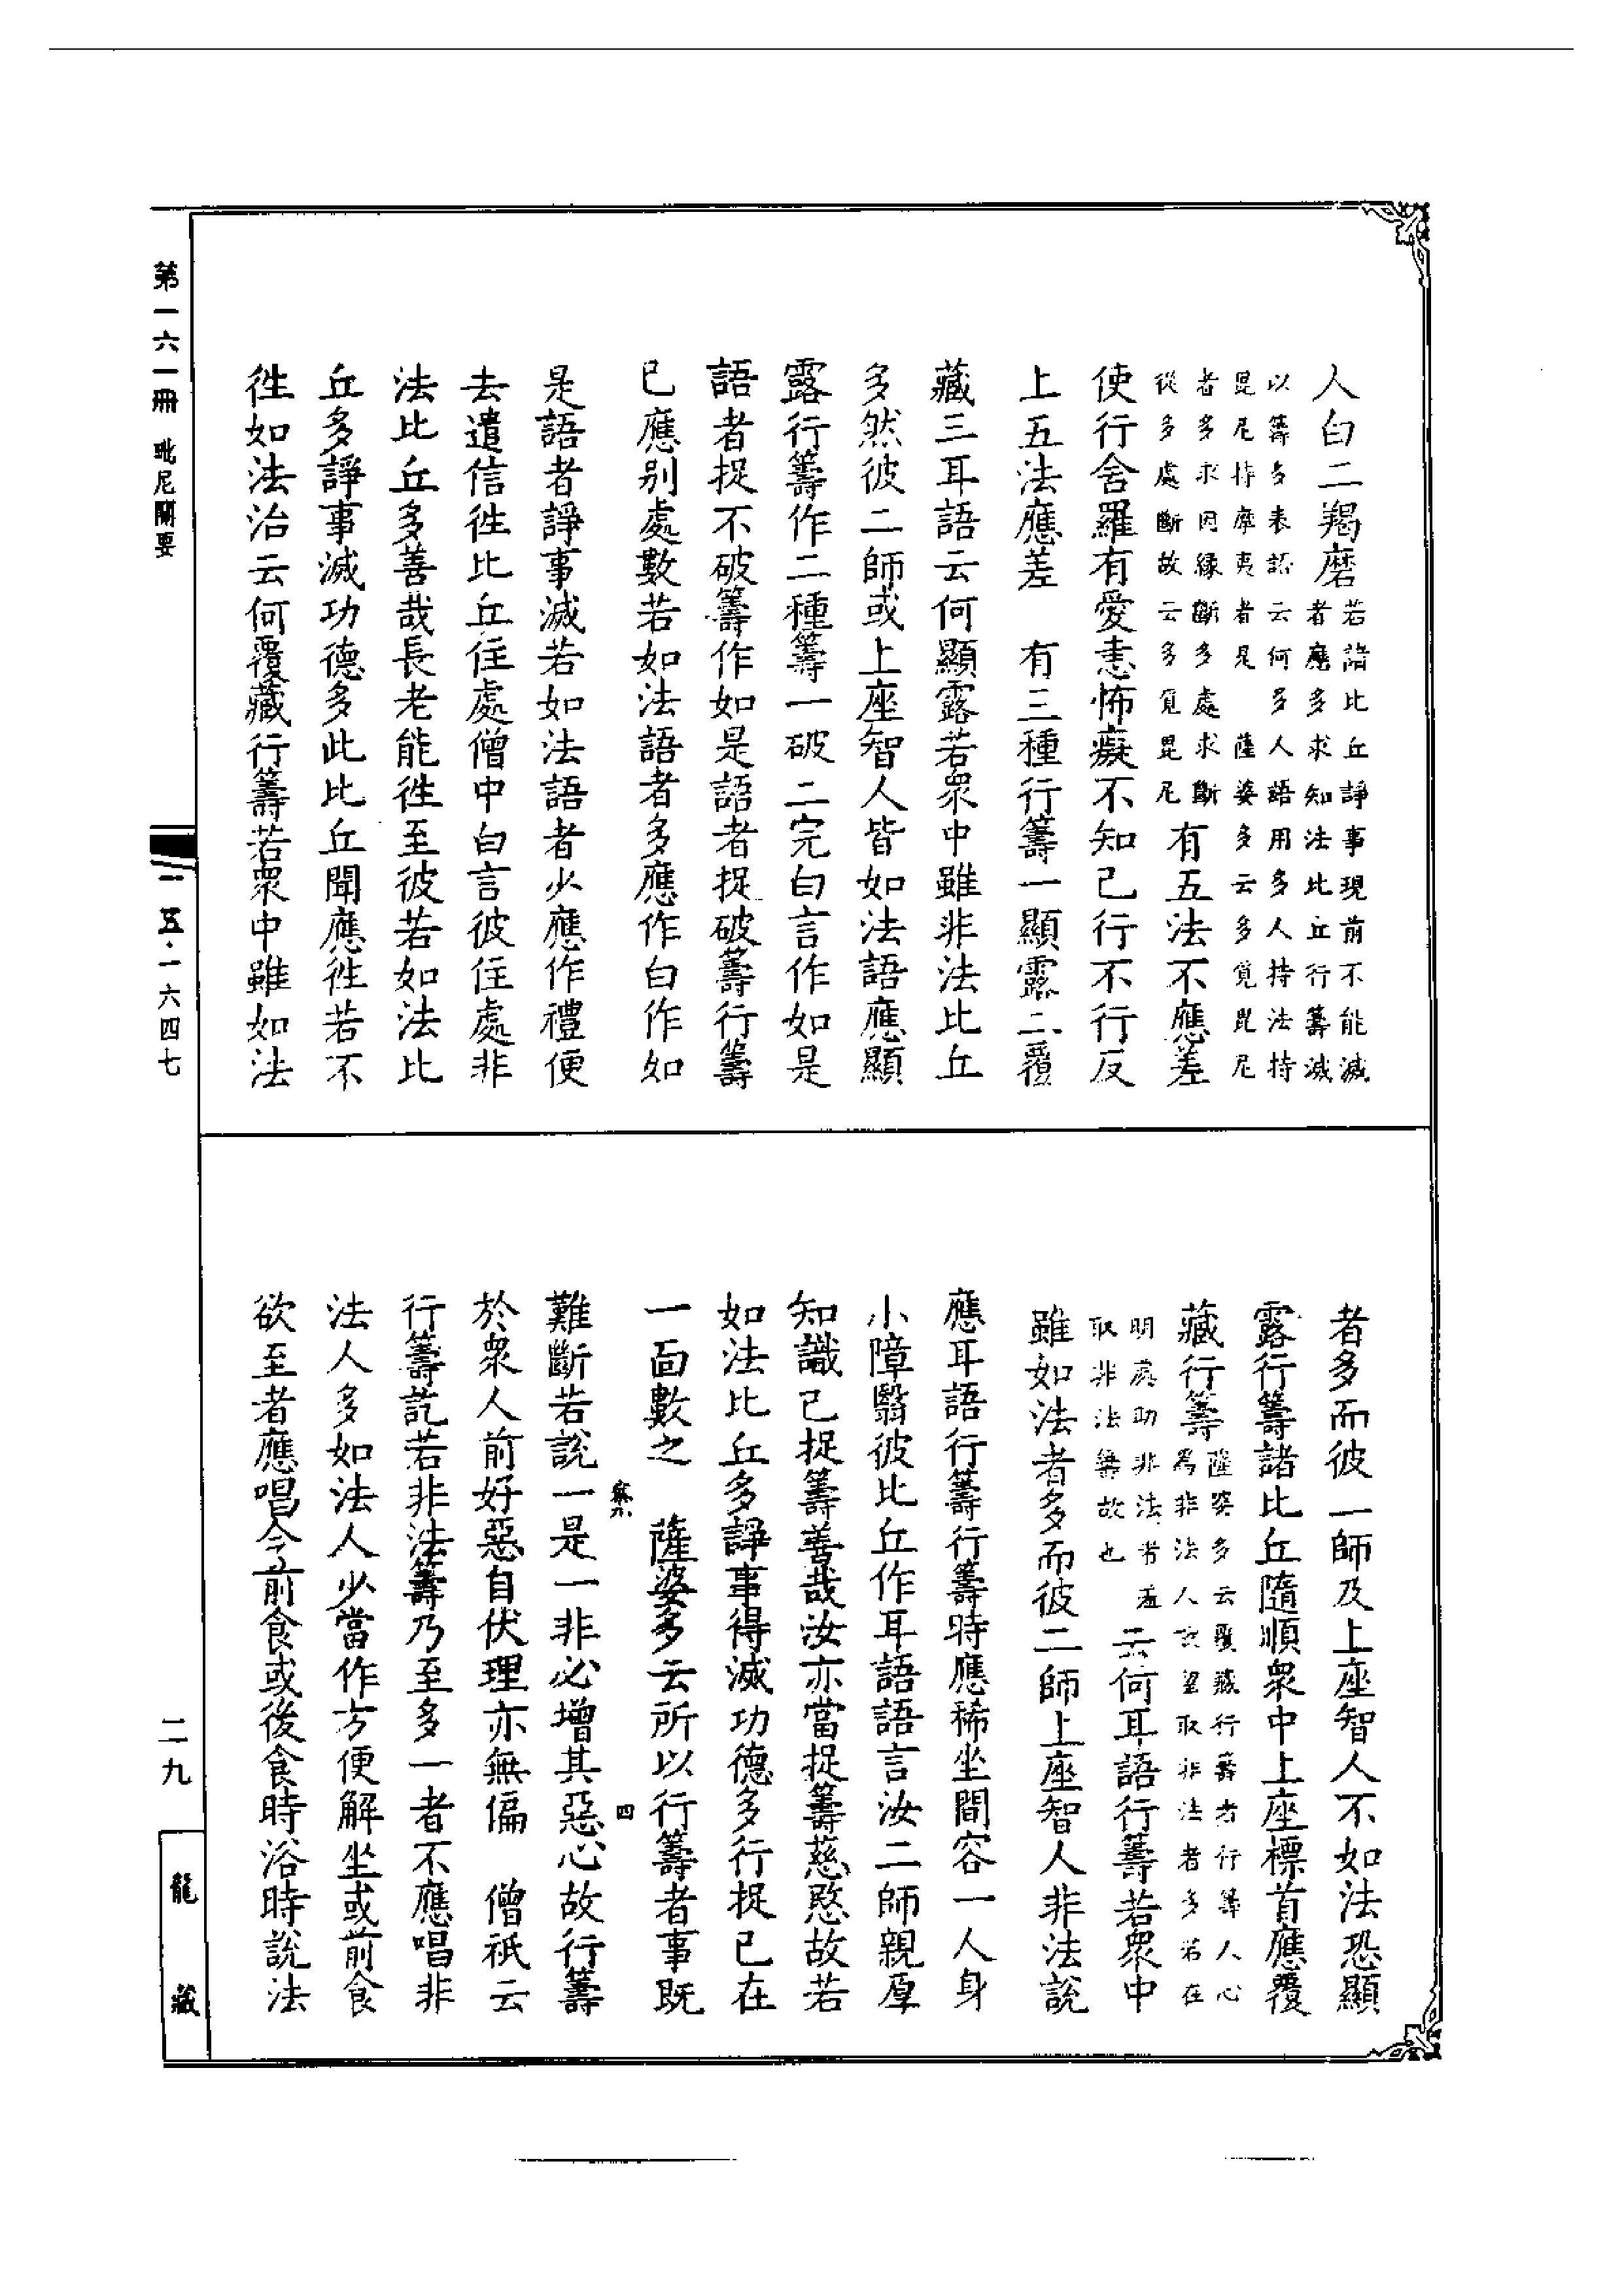 人白二羯磨若諸比丘諍事現前不能滅
者應多求知法比丘行籌滅
以籌多表語云何多人語用多人持法持
毘尼持摩夷者是　薩婆多云多覓毘尼
者多求因緣斷多處求斷
從多處斷故云多覓毘尼有五法不應差
使行舍羅有愛恚怖癡不知已行不行反
上五法應差　有三種行籌一顯露二覆
藏三耳語云何顯露若眾中雖非法比丘
多然彼二師或上座智人皆如法語應顯
露行籌作二種籌一破二完白言作如是
語者捉不破籌作如是語者捉破籌行籌
已應別處數若如法語者多應作白作如
是語者諍事滅若如法語者少應作禮便
去遣信徃比丘住處僧中白言彼住處非
法比丘多善哉長老能徃至彼若如法比
丘多諍事滅功德多此比丘聞應徃若不
徃如法治云何覆藏行籌若眾中雖如法
者多而彼一師及上座智人不如法恐顯
露行籌諸比丘隨順眾中上座標首應覆
藏行籌薩婆多云覆藏行籌者行籌人心
為非法人意望取非法者多若在
明處助非法者羞
取非法籌故也云何耳語行籌若眾中
雖如法者多而彼二師上座智人非法說
應耳語行籌行籌時應稀坐間容一人身
小障翳彼比丘作耳語語言汝二師親厚
知識已捉籌善哉汝亦當捉籌慈愍故若
如法比丘多諍事得滅功德多行捉已在
一面數之　薩婆多云所以行籌者事既
難斷若說一是一非必增其惡心故行籌
於眾人前好惡自伏理亦無偏　僧祇云
行籌訖若非法籌乃至多一者不應唱非
法人多如法人少當作方便解坐或前食
欲至者應唱令前食或後食時浴時說法
第一六一冊　毗尼關要
一五·一六四七
二九
龍藏
四